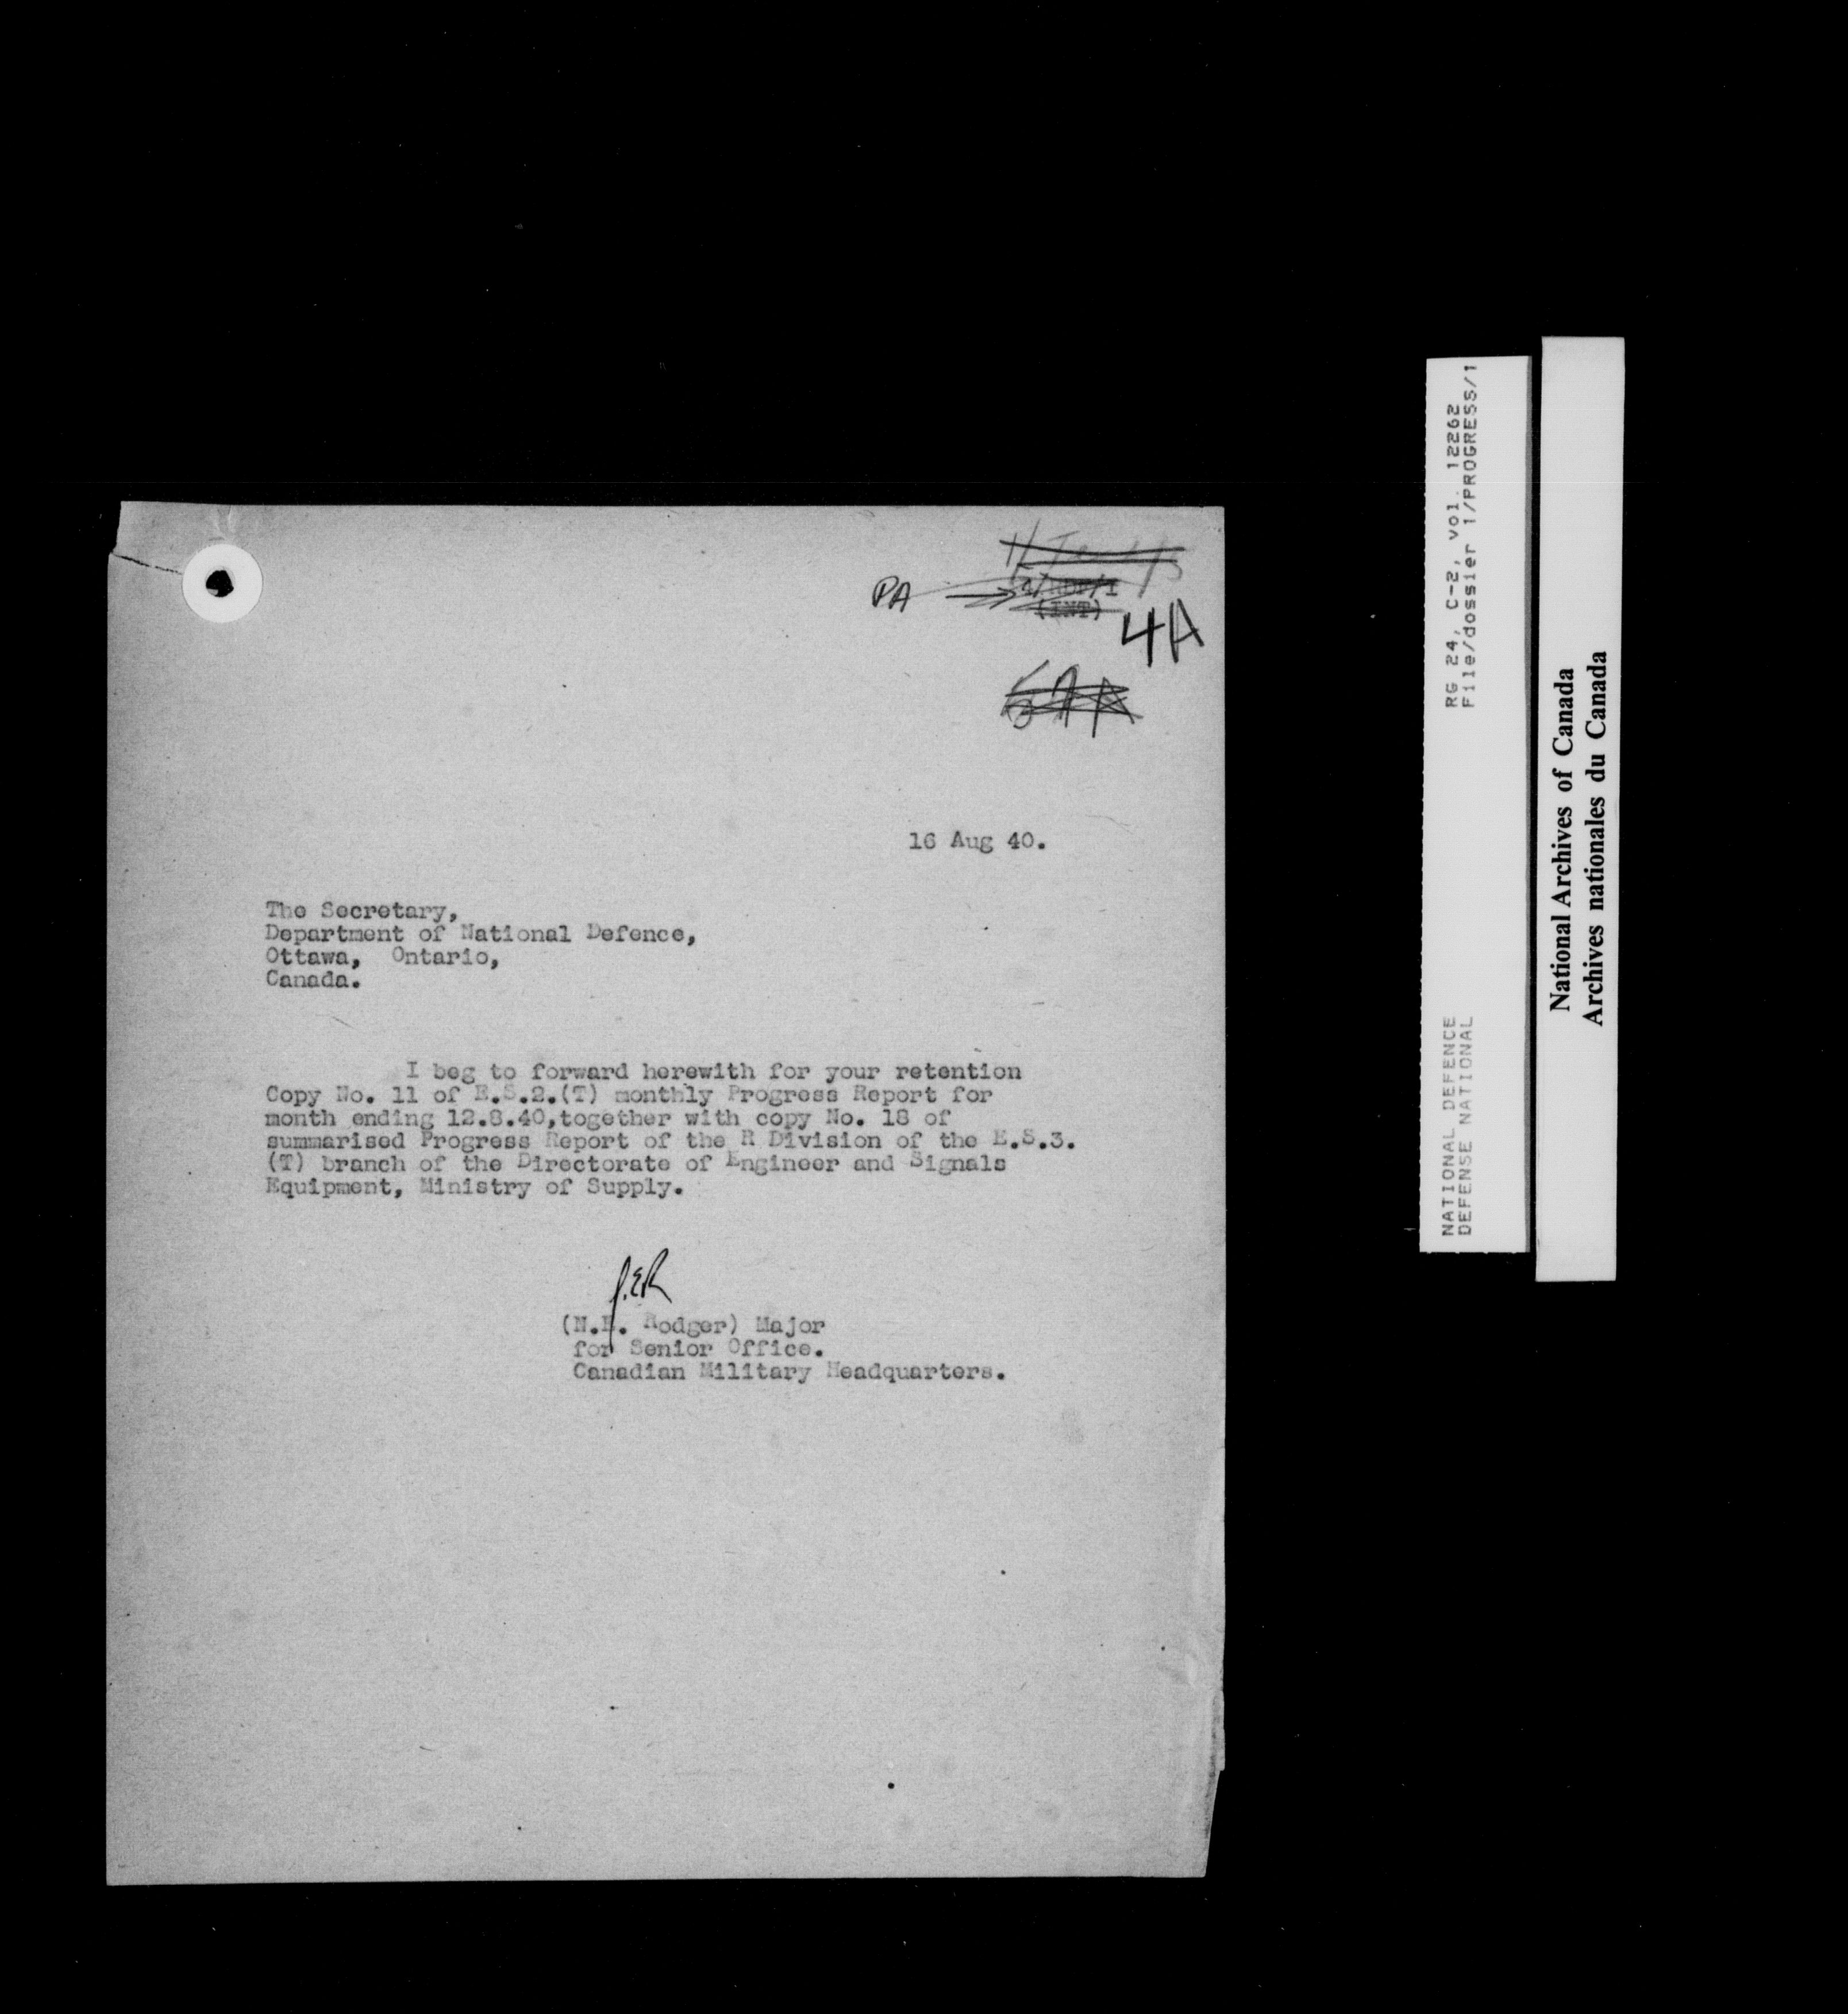 PA
(INT)
4A
16 Aug 40.
The Secretary,
Department of National Defence,
Ottawa, Ontario,
Canada.
I beg to forward herewith for your retention
Copy No. 11 of E.S.2.(T) monthly Progress Report for
month ending 12.8.40,together with copy No. 18 of
summarised Progress Report of the R Division of the E.S.3.
(T) branch of the Directorate of Engineer and Signals
Equipment, Ministry of Supply.
(N.E. Rodger) Major
for Senior Office.
Canadian Military Headquarters.
RG 24, C-2, vol. 12262
File/dossier 1/PROGRESS/1
NATIONAL DEFENCE
DEFENSE NATIONAL
National Archives of Canada
Archives nationales du Canada